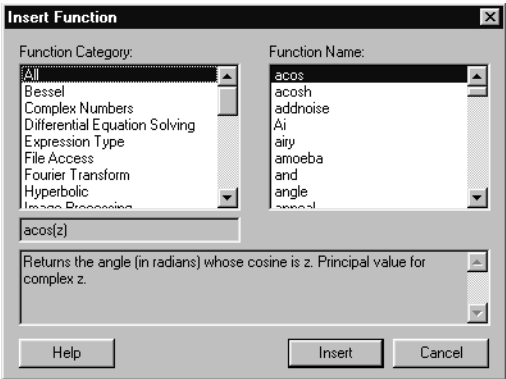 Insert Function
Function Category:
All
Bessel
Complex Numbers
Differential Equation Solving
Expression Type
File Access
Fourier Transform
Hyperbolic
Image Processing
Function Name:
acos
acosh
addnoise
Ai
airy
amoeba
and
angle
acos(z)
Returns the angle (in radians) whose cosine is z. Principal value for
complex z.
Help
Insert
Cancel